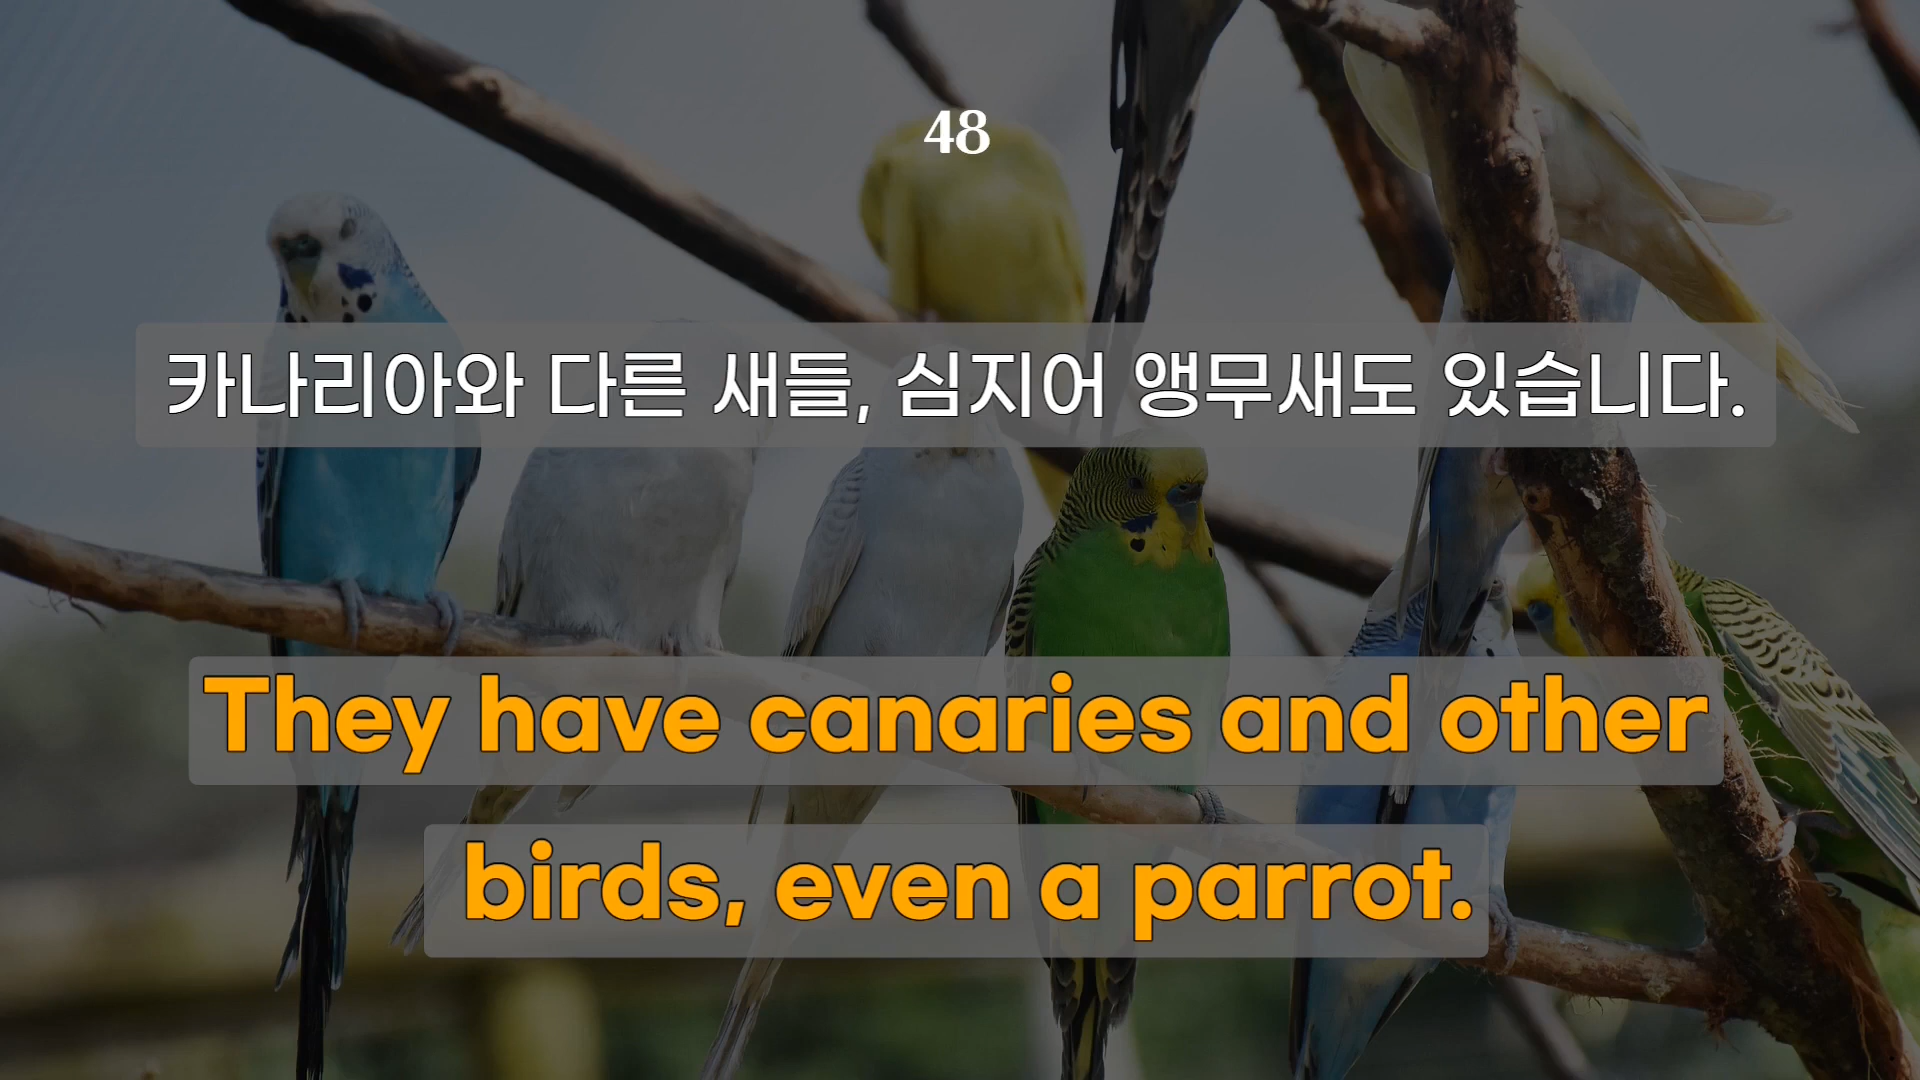 48
카나리아와 다른 새들, 심지어 앵무새도 있습니다.
They have canaries and other
birds, even a parrot.